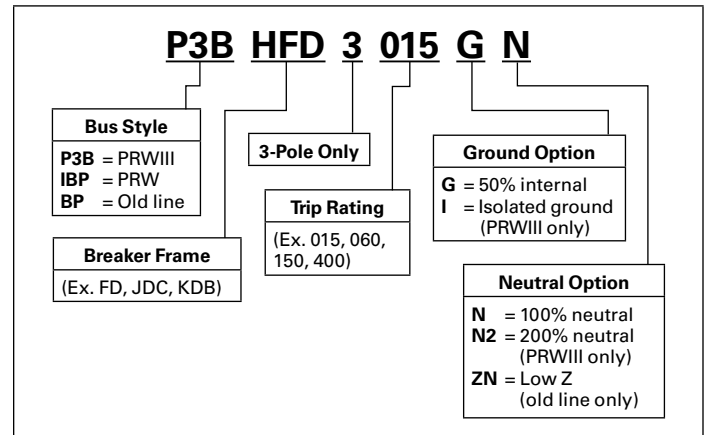 P3B HFD 3 015 G N
Bus Style
P3B = PRWIII
IBP = PRW
BP = Old line
3-Pole Only
Ground Option
G = 50% internal
I = Isolated ground
(PRWIII only)
Trip Rating
(Ex. 015, 060,
150, 400)
Breaker Frame
(Ex. FD, JDC, KDB)
Neutral Option
N = 100% neutral
N2 = 200% neutral
(PRWIII only)
ZN = Low Z
(old line only)